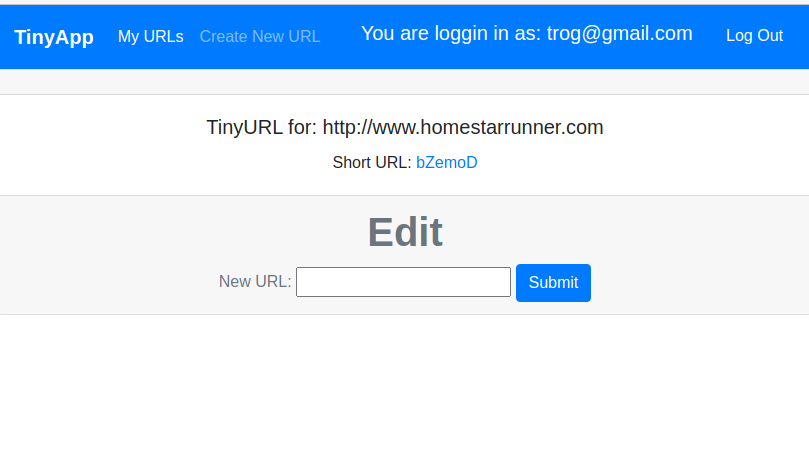 TinyApp My URLs Create New URL You are loggin in as: trog@gmail.com Log Out
TinyURL for: http://www.homestarrunner.com
Short URL: bZemoD
Edit
New URL: Submit